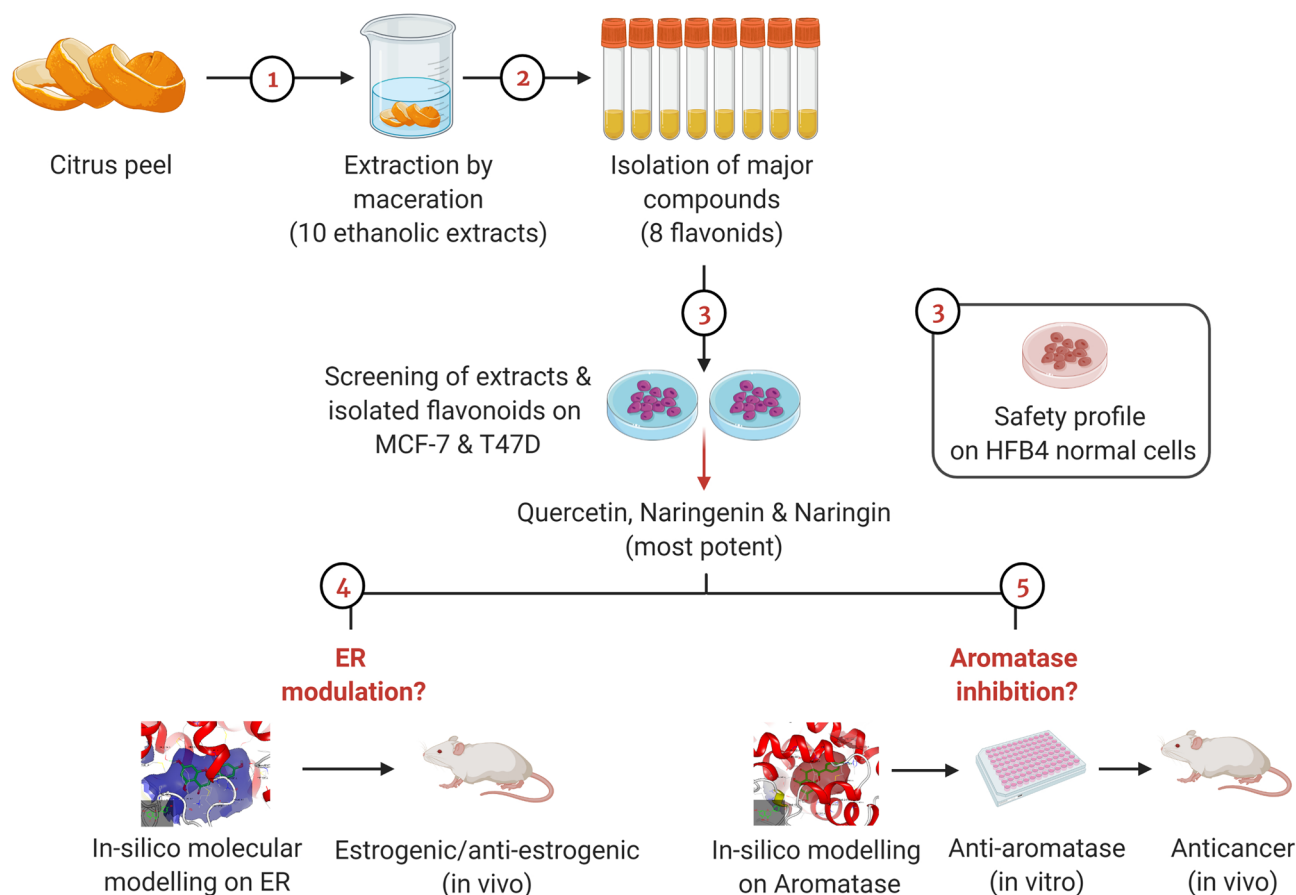 1
2
Citrus peel
Extraction by
maceration
(10 ethanolic extracts)
Isolation of major
compounds
(8 flavonids)
3
Screening of extracts &
isolated flavonoids on
MCF-7 & T47D
3
Safety profile
on HFB4 normal cells
Quercetin, Naringenin & Naringin
(most potent)
4
ER
modulation?
5
Aromatase
inhibition?
In-silico molecular
modelling on ER
Estrogenic/anti-estrogenic
(in vivo)
In-silico modelling
on Aromatase
Anti-aromatase
(in vitro)
Anticancer
(in vivo)